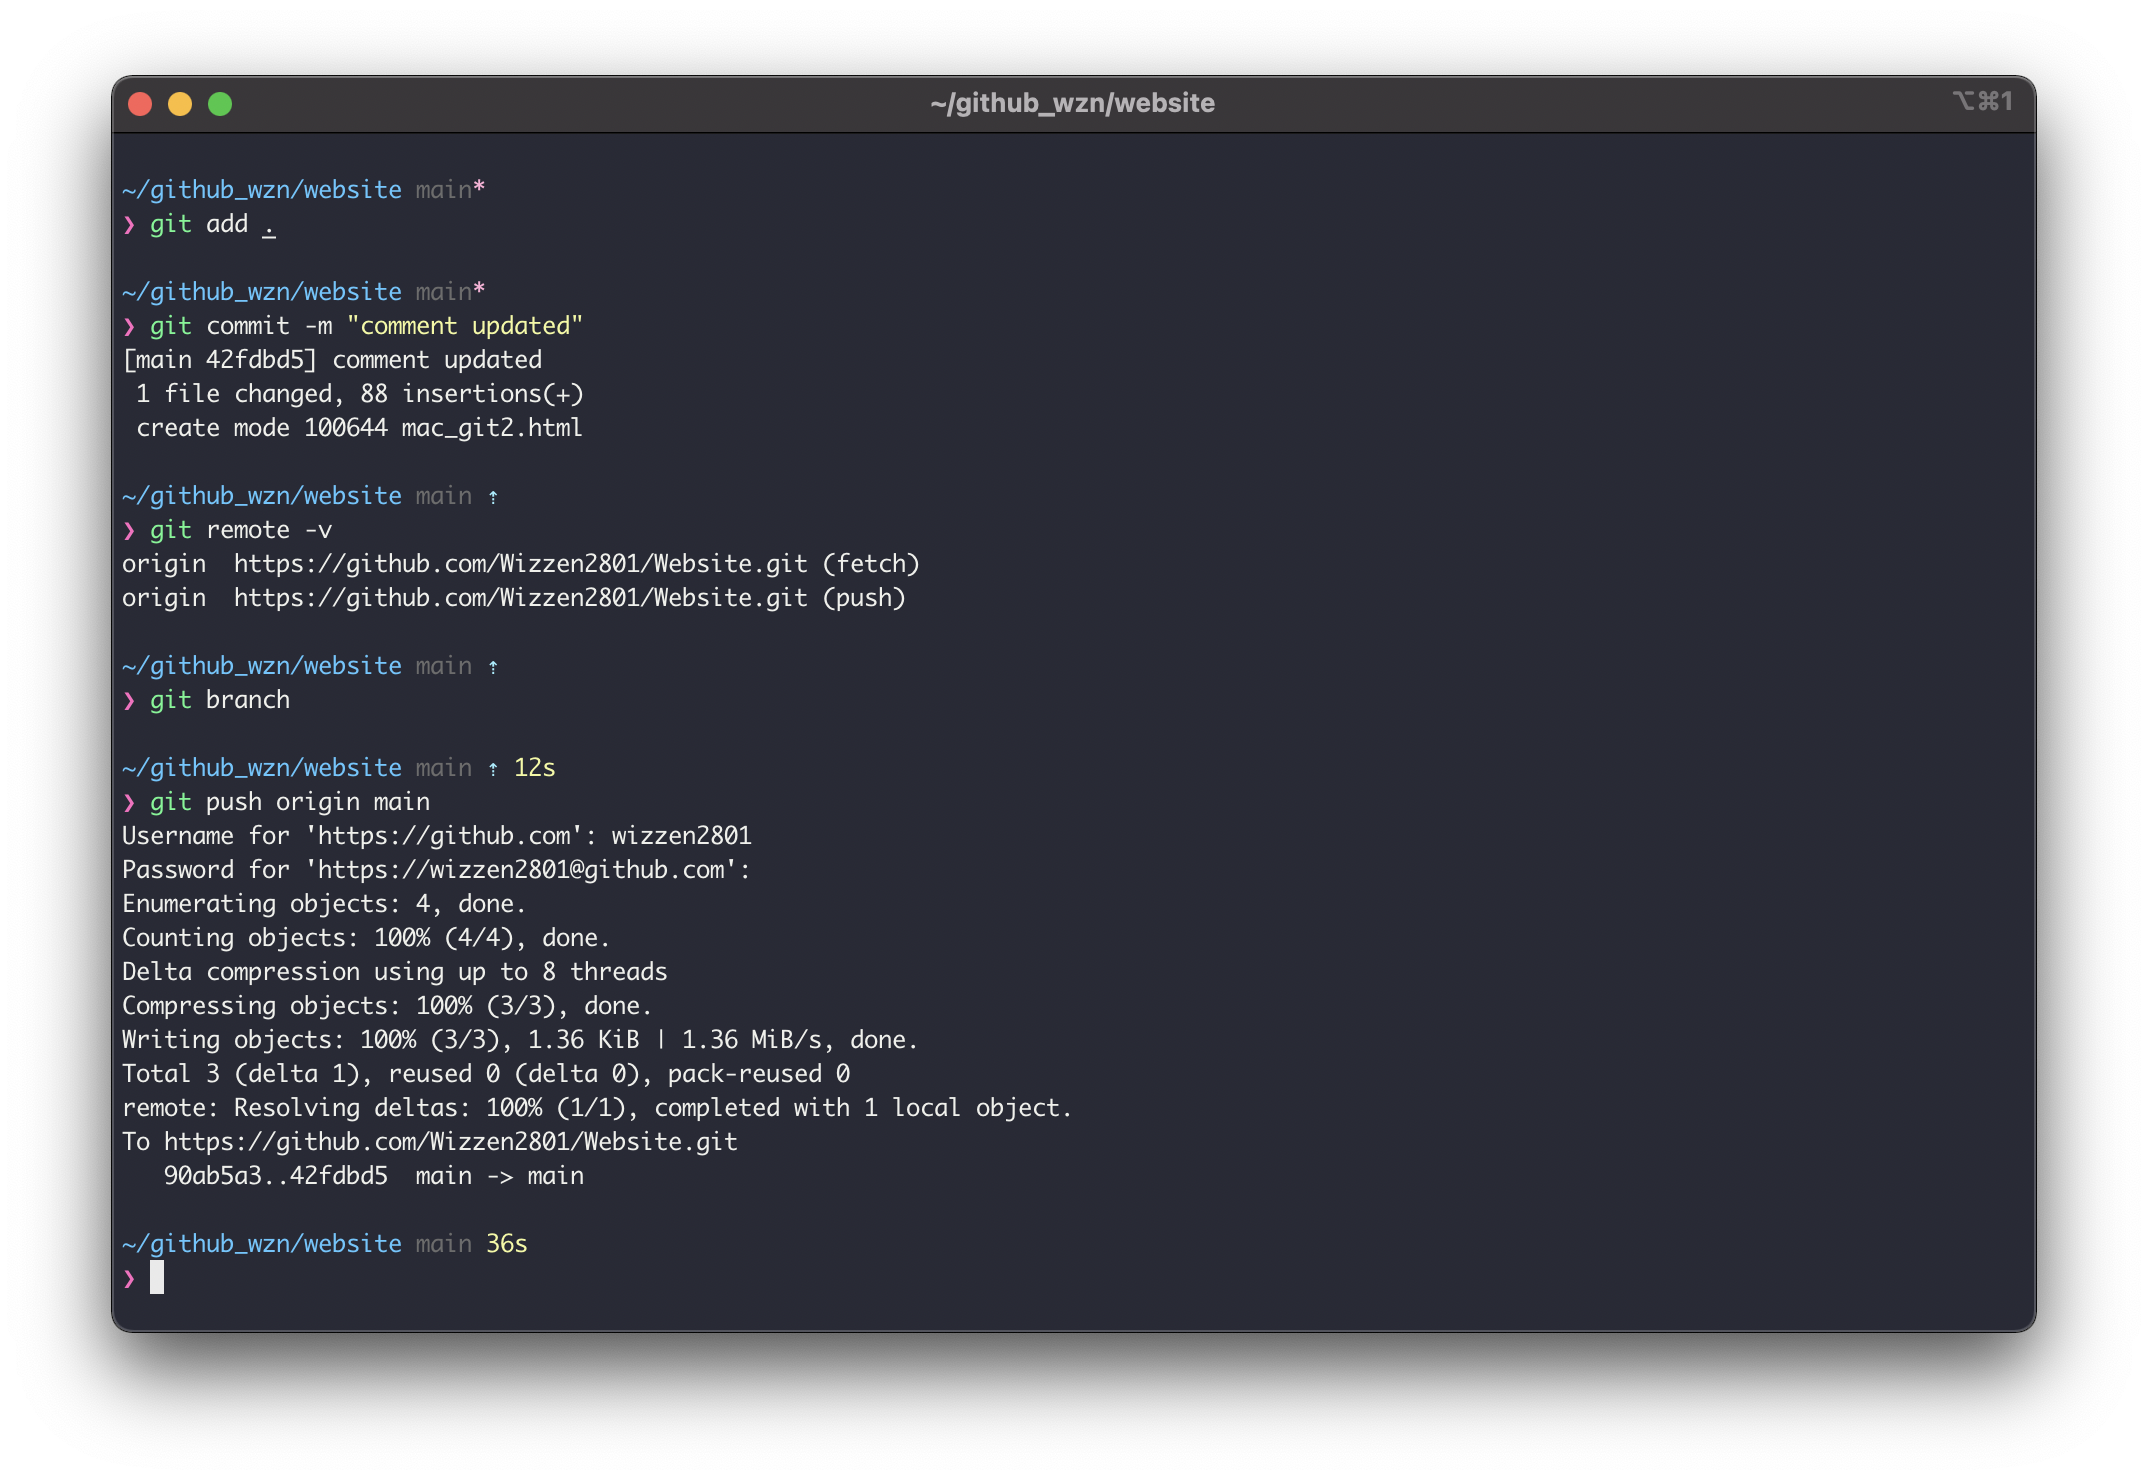 ~/github_wzn/website
⌥⌘1
~/github_wzn/website main*
❯ git add .
~/github_wzn/website main*
❯ git commit -m "comment updated"
[main 42fdbd5] comment updated
 1 file changed, 88 insertions(+)
 create mode 100644 mac_git2.html
~/github_wzn/website main ⇡
❯ git remote -v
origin  https://github.com/Wizzen2801/Website.git (fetch)
origin  https://github.com/Wizzen2801/Website.git (push)
~/github_wzn/website main ⇡
❯ git branch
~/github_wzn/website main ⇡ 12s
❯ git push origin main
Username for 'https://github.com': wizzen2801
Password for 'https://wizzen2801@github.com':
Enumerating objects: 4, done.
Counting objects: 100% (4/4), done.
Delta compression using up to 8 threads
Compressing objects: 100% (3/3), done.
Writing objects: 100% (3/3), 1.36 KiB | 1.36 MiB/s, done.
Total 3 (delta 1), reused 0 (delta 0), pack-reused 0
remote: Resolving deltas: 100% (1/1), completed with 1 local object.
To https://github.com/Wizzen2801/Website.git
   90ab5a3..42fdbd5  main -> main
~/github_wzn/website main 36s
❯